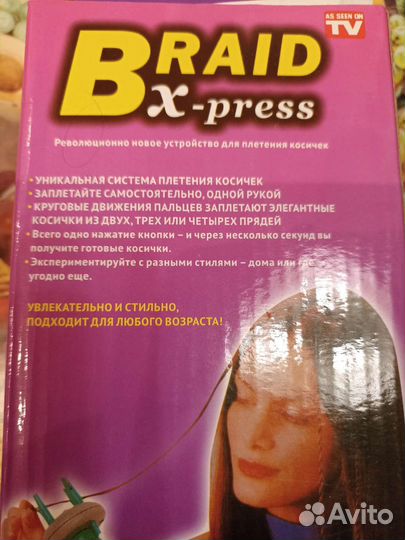 AS SEEN ON
TV
BRAID
X-press
Революционно новое устройство для плетения косичек
• УНИКАЛЬНАЯ СИСТЕМА ПЛЕТЕНИЯ КОСИЧЕК
• ЗАПЛЕТАЙТЕ САМОСТОЯТЕЛЬНО, ОДНОЙ РУКОЙ
• КРУГОВЫЕ ДВИЖЕНИЯ ПАЛЬЦЕВ ЗАПЛЕТАЮТ ЭЛЕГАНТНЫЕ
КОСИЧКИ ИЗ ДВУХ, ТРЕХ ИЛИ ЧЕТЫРЕХ ПРЯДЕЙ
• Всего одно нажатие кнопки – и через несколько секунд вы
получите готовые косички.
• Экспериментируйте с разными стилями – дома или где
угодно еще.
УВЛЕКАТЕЛЬНО И СТИЛЬНО,
ПОДХОДИТ ДЛЯ ЛЮБОГО ВОЗРАСТА!
Avito